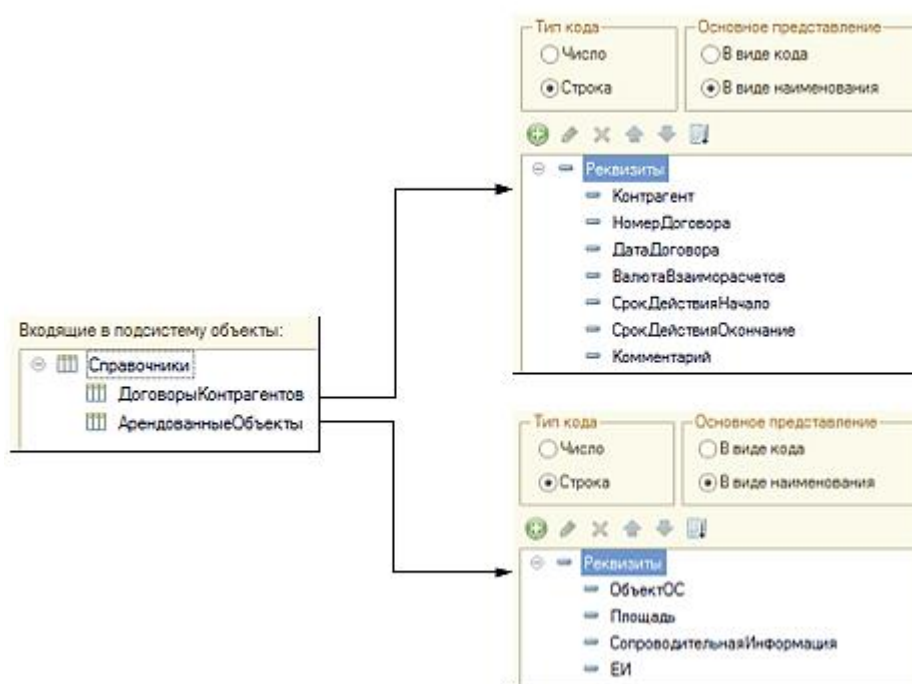 Тип кода
Основное представление
Число
В виде кода
Строка
В виде наименования
Реквизиты
Контрагент
НомерДоговора
ДатаДоговора
ВалютаВзаиморасчетов
СрокДействияНачало
СрокДействияОкончание
Комментарий
Входящие в подсистему объекты:
Справочники
ДоговорыКонтрагентов
АрендованныеОбъекты
Тип кода
Основное представление
Число
В виде кода
Строка
В виде наименования
Реквизиты
ОбъектОС
Площадь
СопроводительнаяИнформация
ЕИ